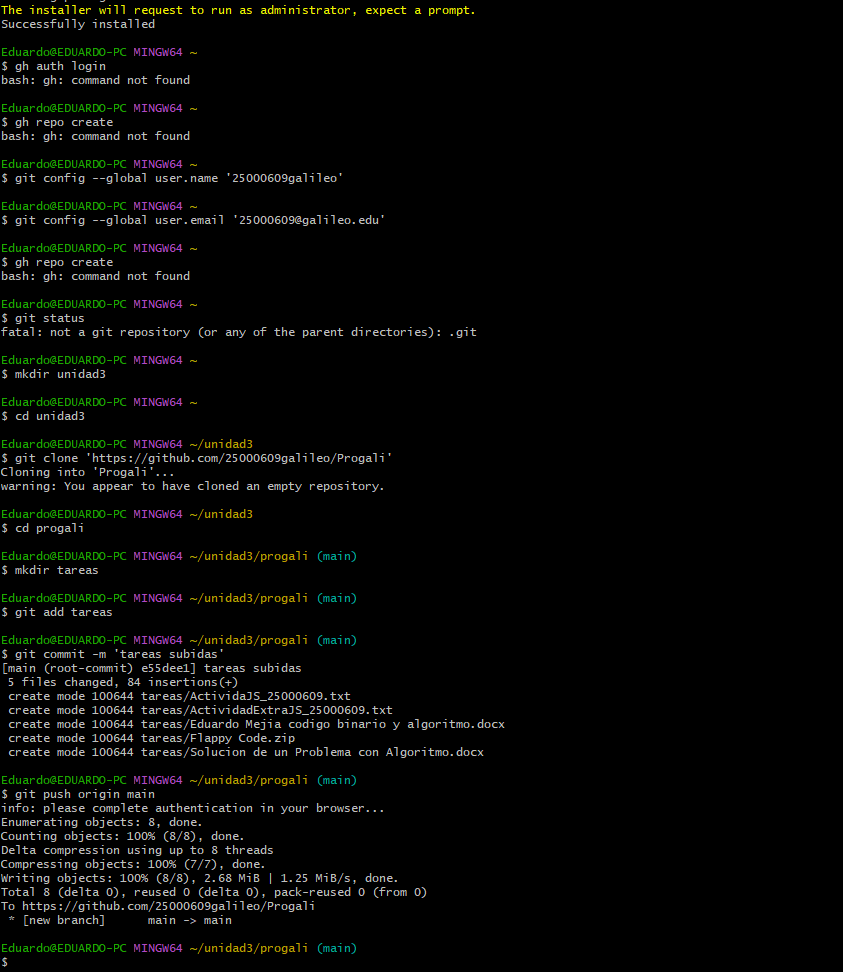 The installer will request to run as administrator, expect a prompt.
Successfully installed
Eduardo@EDUARDO-PC MINGW64 ~
$ gh auth login
bash: gh: command not found
Eduardo@EDUARDO-PC MINGW64 ~
$ gh repo create
bash: gh: command not found
Eduardo@EDUARDO-PC MINGW64 ~
$ git config --global user.name '25000609galileo'
Eduardo@EDUARDO-PC MINGW64 ~
$ git config --global user.email '25000609@galileo.edu'
Eduardo@EDUARDO-PC MINGW64 ~
$ gh repo create
bash: gh: command not found
Eduardo@EDUARDO-PC MINGW64 ~
$ git status
fatal: not a git repository (or any of the parent directories): .git
Eduardo@EDUARDO-PC MINGW64 ~
$ mkdir unidad3
Eduardo@EDUARDO-PC MINGW64 ~
$ cd unidad3
Eduardo@EDUARDO-PC MINGW64 ~/unidad3
$ git clone 'https://github.com/25000609galileo/Progali'
Cloning into 'Progali'...
warning: You appear to have cloned an empty repository.
Eduardo@EDUARDO-PC MINGW64 ~/unidad3
$ cd progali
Eduardo@EDUARDO-PC MINGW64 ~/unidad3/progali (main)
$ mkdir tareas
Eduardo@EDUARDO-PC MINGW64 ~/unidad3/progali (main)
$ git add tareas
Eduardo@EDUARDO-PC MINGW64 ~/unidad3/progali (main)
$ git commit -m 'tareas subidas'
[main (root-commit) e55dee1] tareas subidas
5 files changed, 84 insertions(+)
create mode 100644 tareas/ActividaJS_25000609.txt
create mode 100644 tareas/ActividadExtraJS_25000609.txt
create mode 100644 tareas/Eduardo Mejia codigo binario y algoritmo.docx
create mode 100644 tareas/Flappy Code.zip
create mode 100644 tareas/Solucion de un Problema con Algoritmo.docx
Eduardo@EDUARDO-PC MINGW64 ~/unidad3/progali (main)
$ git push origin main
info: please complete authentication in your browser...
Enumerating objects: 8, done.
Counting objects: 100% (8/8), done.
Delta compression using up to 8 threads
Compressing objects: 100% (7/7), done.
Writing objects: 100% (8/8), 2.68 MiB | 1.25 MiB/s, done.
Total 8 (delta 0), reused 0 (delta 0), pack-reused 0 (from 0)
To https://github.com/25000609galileo/Progali
* [new branch]      main -> main
Eduardo@EDUARDO-PC MINGW64 ~/unidad3/progali (main)
$